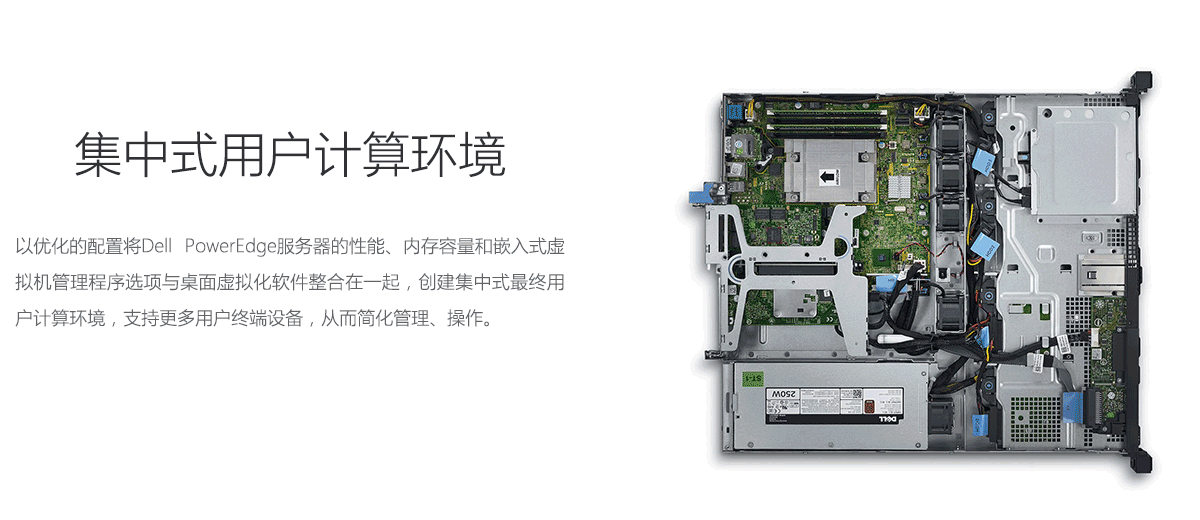 集中式用户计算环境
以优化的配置将Dell PowerEdge服务器的性能、内存容量和嵌入式虚
拟机管理程序选项与桌面虚拟化软件整合在一起，创建集中式最终用
户计算环境，支持更多用户终端设备，从而简化管理、操作。
ST-1
250W
DELL